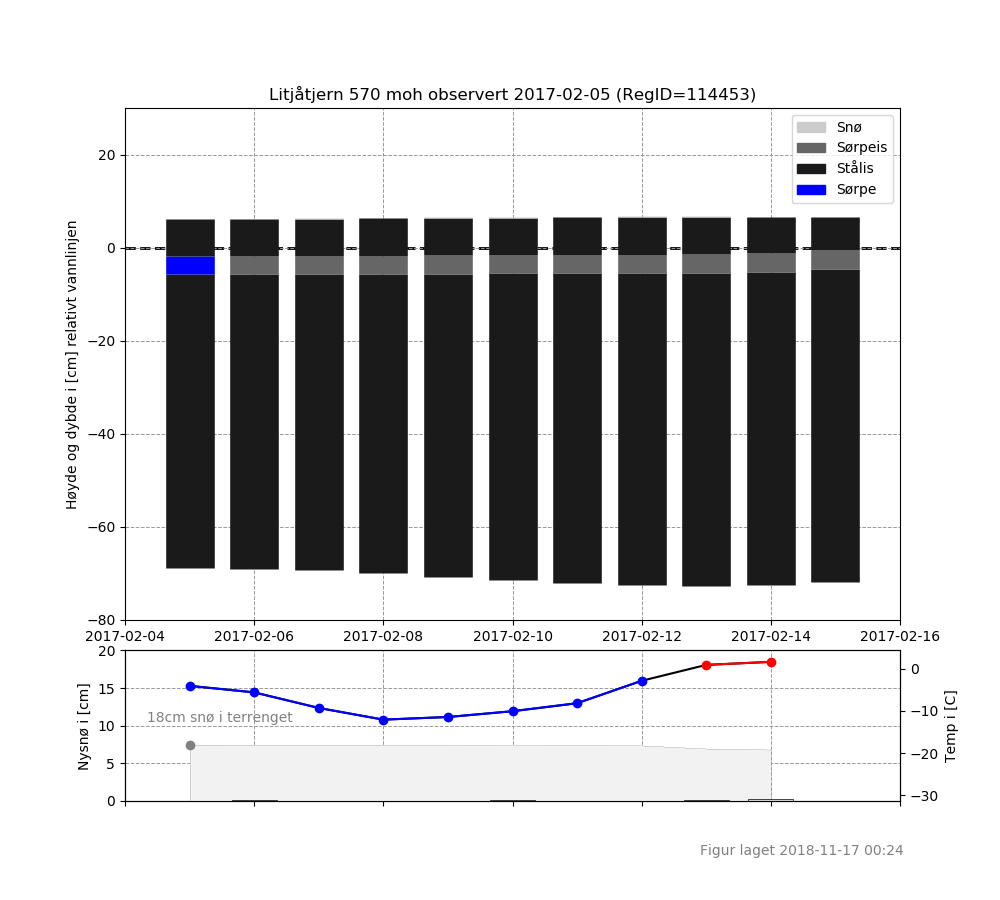 Litjåtjern 570 moh observert 2017-02-05 (RegID=114453)
Snø
Sørpeis
Stålis
Sørpe
Høyde og dybde i [cm] relativt vannlinjen
20
0
−20
−40
−60
−80
2017-02-04
2017-02-06
2017-02-08
2017-02-10
2017-02-12
2017-02-14
2017-02-16
Nysnø i [cm]
20
15
10
5
0
18cm snø i terrenget
0
−10
−20
−30
Temp i [C]
Figur laget 2018-11-17 00:24